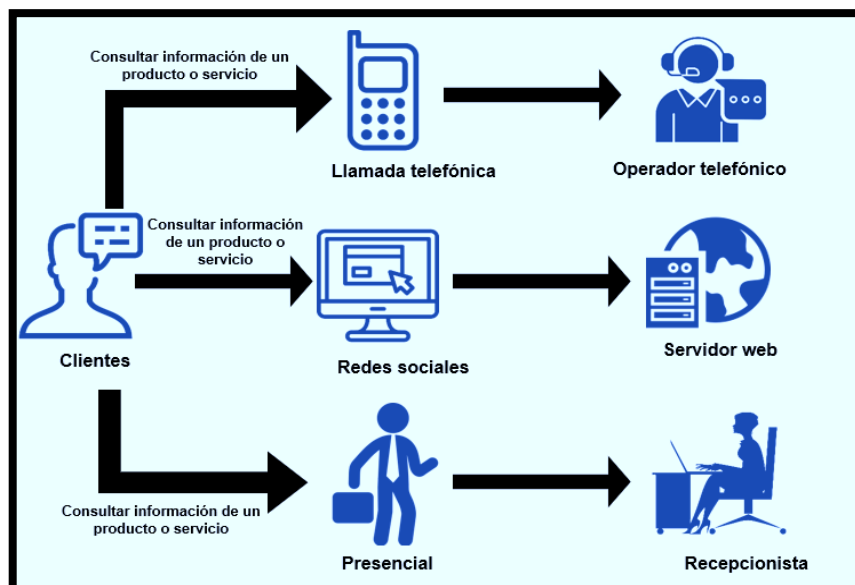 Consultar información de un
producto o servicio
Llamada telefónica
Operador telefónico
Consultar información
de un producto o
servicio
Clientes
Redes sociales
Servidor web
Consultar información de un
producto o servicio
Presencial
Recepcionista